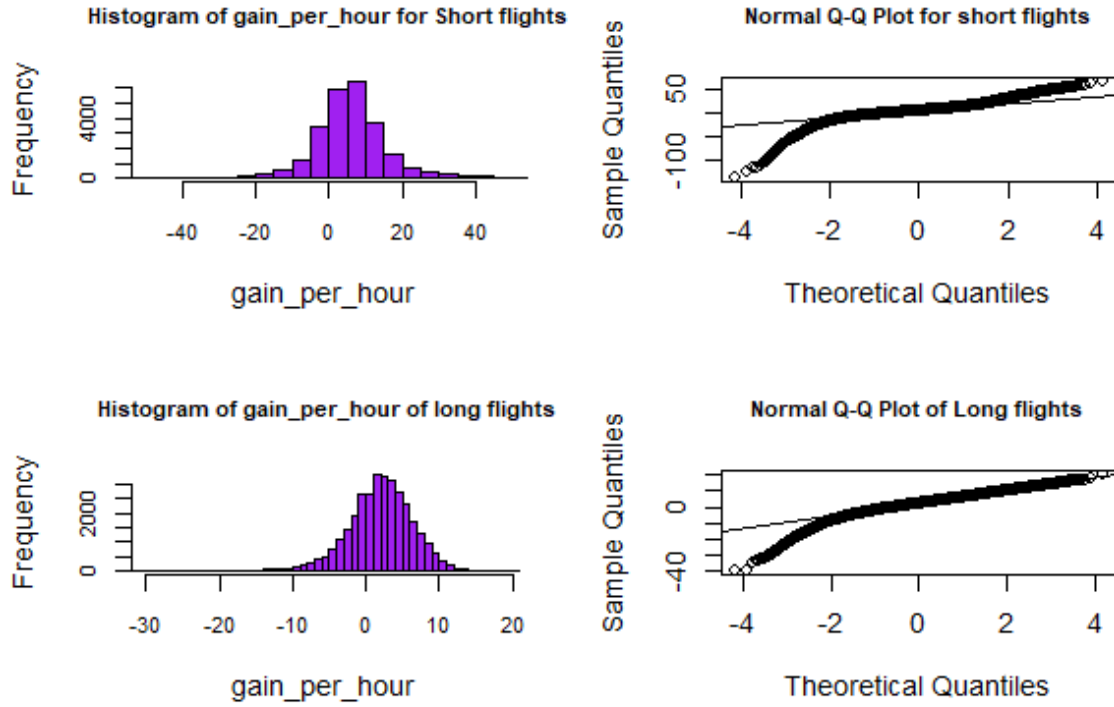 Histogram of gain_per_hour for Short flights
Frequency
0 4000
-40 -20 0 20 40
gain_per_hour
Normal Q-Q Plot for short flights
Sample Quantiles
-100 50
-4 -2 0 2 4
Theoretical Quantiles
Histogram of gain_per_hour of long flights
Frequency
0 2000
-30 -20 -10 0 10 20
gain_per_hour
Normal Q-Q Plot of Long flights
Sample Quantiles
-40 0
-4 -2 0 2 4
Theoretical Quantiles